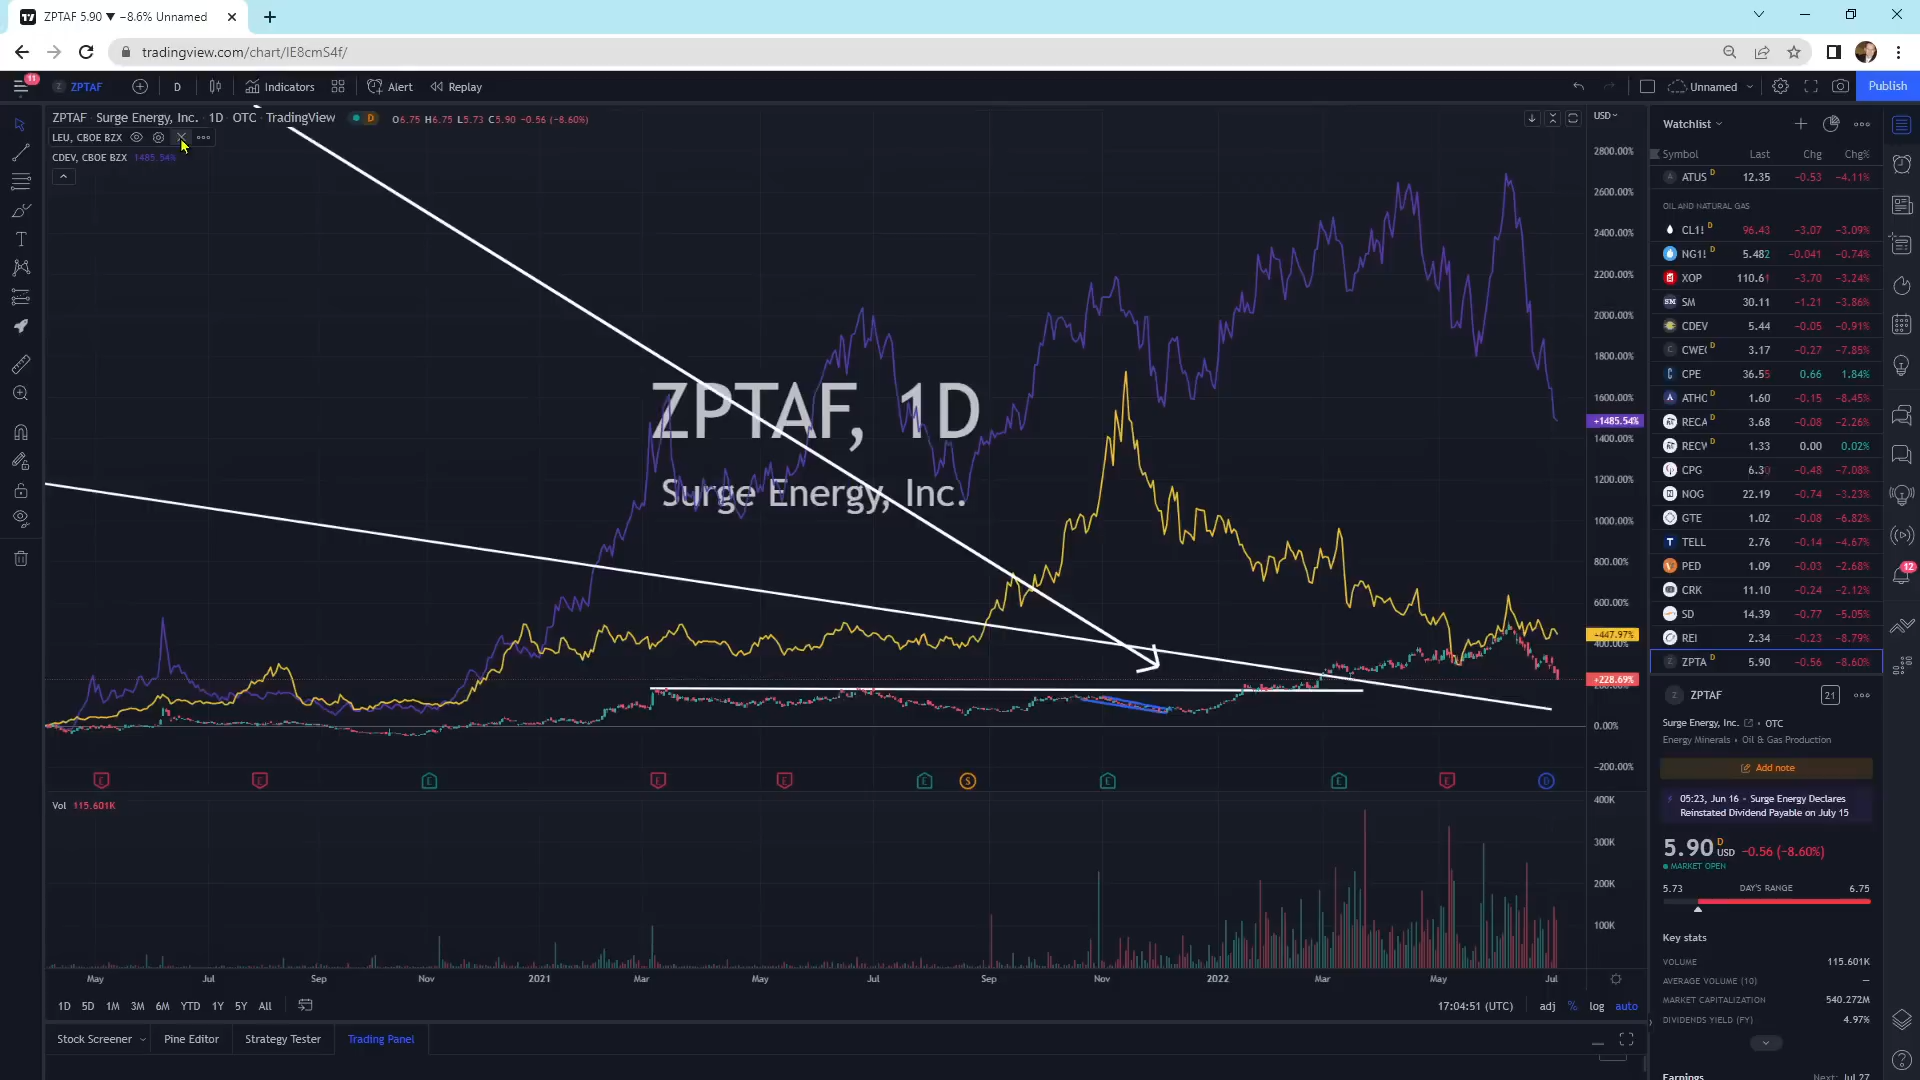 ZPTAF 5.90 ▼ −8.6% Unnamed
tradingview.com/chart/IE8cmS4f/
11
ZPTAF
D
Indicators
Alert
Replay
Unnamed
Publish
ZPTAF · Surge Energy, Inc. · 1D · OTC · TradingView
D
O6.75 H6.75 L5.73 C5.90 −0.56 (−8.60%)
LEU, CBOE BZX
CDEV, CBOE BZX 1485.54%
USD
2800.00%
2600.00%
2400.00%
2200.00%
2000.00%
1800.00%
1600.00%
+1485.54%
1400.00%
1200.00%
1000.00%
800.00%
600.00%
+447.97%
400.00%
+228.69%
200.00%
0.00%
−200.00%
ZPTAF, 1D
Surge Energy, Inc.
E E E E E E S E E E D
Vol 115.601K
400K
300K
200K
100K
May Jul Sep Nov 2021 Mar May Jul Sep Nov 2022 Mar May Jul
1D 5D 1M 3M 6M YTD 1Y 5Y All
17:04:51 (UTC) adj % log auto
Stock Screener Pine Editor Strategy Tester Trading Panel
Watchlist
Symbol Last Chg Chg%
ATUS D 12.35 −0.53 −4.11%
OIL AND NATURAL GAS
CL1! D 96.43 −3.07 −3.09%
NG1! D 5.482 −0.041 −0.74%
XOP 110.61 −3.70 −3.24%
SM SM 30.11 −1.21 −3.86%
CDEV 5.44 −0.05 −0.91%
C CWEC D 3.17 −0.27 −7.85%
CPE 36.55 0.66 1.84%
ATHC D 1.60 −0.15 −8.45%
RECA D 3.68 −0.08 −2.26%
RECV D 1.33 0.00 0.02%
CPG 6.30 −0.48 −7.08%
NOG 22.19 −0.74 −3.23%
GTE 1.02 −0.08 −6.82%
T TELL 2.76 −0.14 −4.67%
PED 1.09 −0.03 −2.68%
CRK 11.10 −0.24 −2.12%
SD 14.39 −0.77 −5.05%
REI 2.34 −0.23 −8.79%
Z ZPTA D 5.90 −0.56 −8.60%
Z ZPTAF
21
Surge Energy, Inc. · OTC
Energy Minerals · Oil & Gas Production
Add note
05:23, Jun 16 - Surge Energy Declares
Reinstated Dividend Payable on July 15
5.90 D USD −0.56 (−8.60%)
MARKET OPEN
5.73 DAY'S RANGE 6.75
Key stats
VOLUME 115.601K
AVERAGE VOLUME (10) —
MARKET CAPITALIZATION 540.272M
DIVIDENDS YIELD (FY) 4.97%
Earnings Next: Jul 27
12